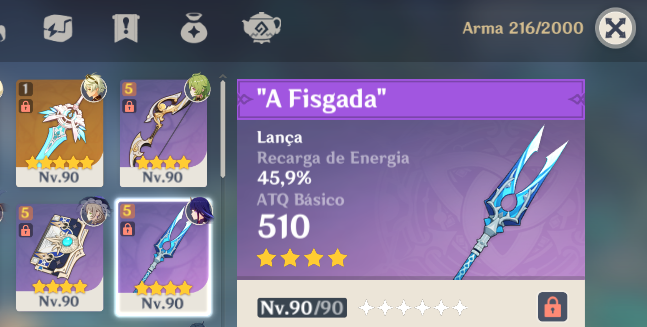 Arma 216/2000
1
5
Nv.90
Nv.90
5
5
Nv.90
Nv.90
"A Fisgada"
Lança
Recarga de Energia
45,9%
ATQ Básico
510
Nv.90/90